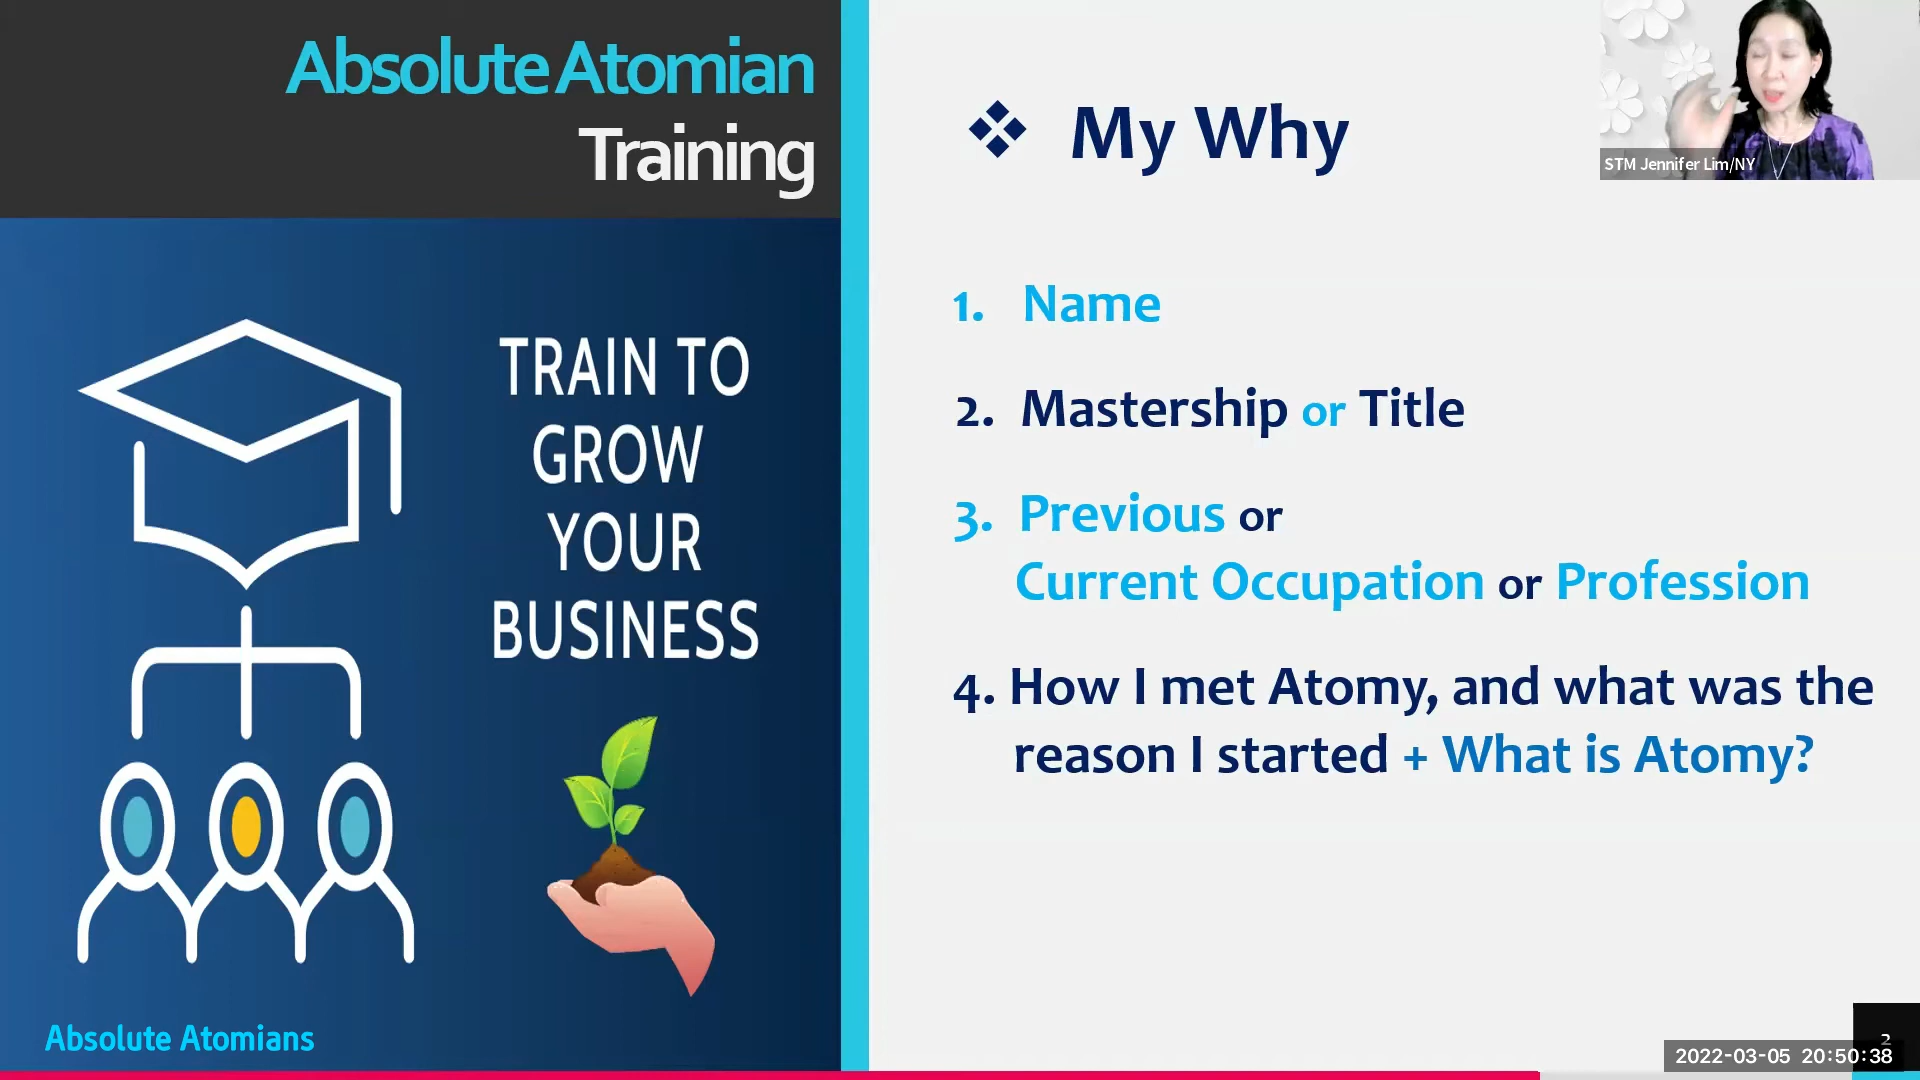 Absolute Atomian
Training
TRAIN TO
GROW
YOUR
BUSINESS
Absolute Atomians
❖ My Why
1. Name
2. Mastership or Title
3. Previous or
Current Occupation or Profession
4. How I met Atomy, and what was the
reason I started + What is Atomy?
STM Jennifer Lim/NY
2
2022-03-05 20:50:38